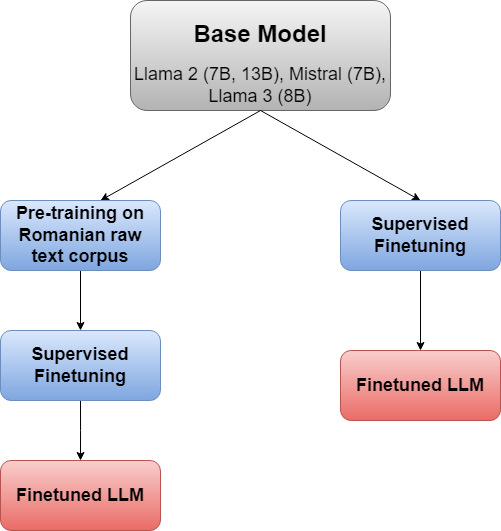 Base Model
Llama 2 (7B, 13B), Mistral (7B),
Llama 3 (8B)
Pre-training on
Romanian raw
text corpus
Supervised
Finetuning
Finetuned LLM
Supervised
Finetuning
Finetuned LLM